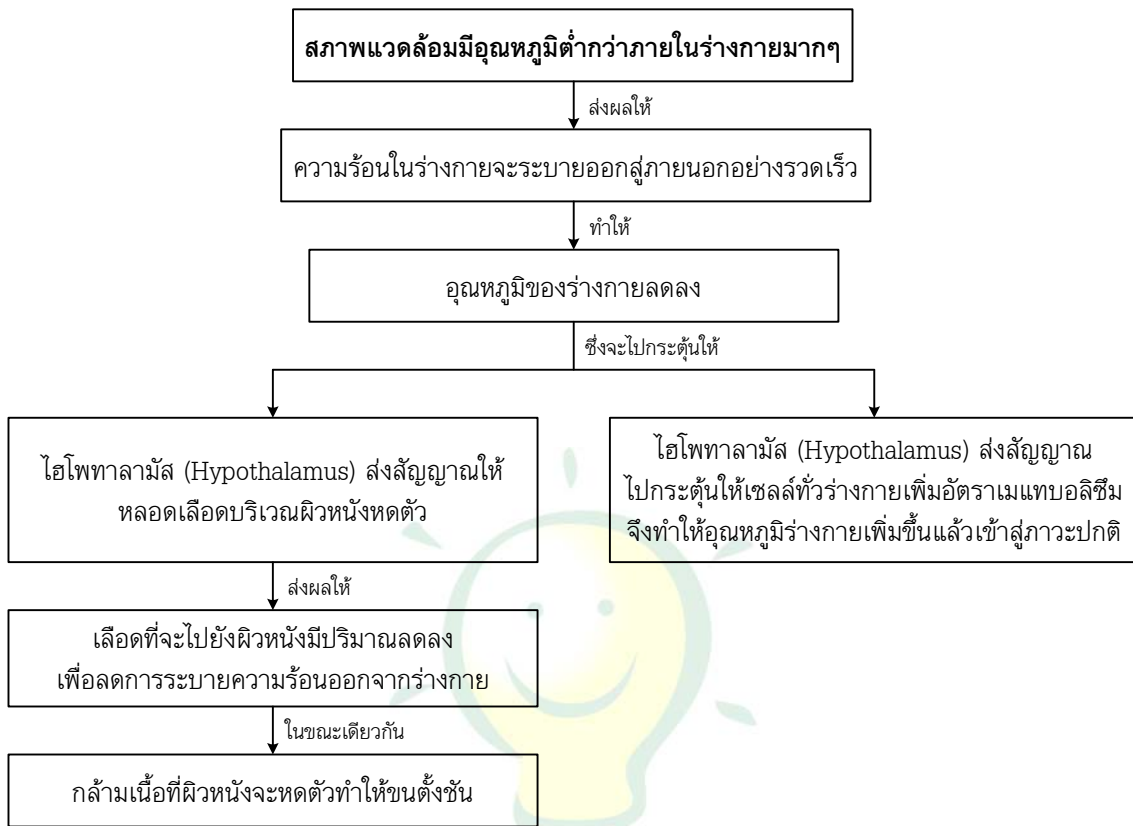 สภาพแวดล้อมมีอุณหภูมิต่ำกว่าภายในร่างกายมากๆ
ส่งผลให้
ความร้อนในร่างกายจะระบายออกสู่ภายนอกอย่างรวดเร็ว
ทำให้
อุณหภูมิของร่างกายลดลง
ซึ่งจะไปกระตุ้นให้
ไฮโพทาลามัส (Hypothalamus) ส่งสัญญาณให้
หลอดเลือดบริเวณผิวหนังหดตัว
ไฮโพทาลามัส (Hypothalamus) ส่งสัญญาณ
ไปกระตุ้นให้เซลล์ทั่วร่างกายเพิ่มอัตราเมแทบอลิซึม
จึงทำให้อุณหภูมิร่างกายเพิ่มขึ้นแล้วเข้าสู่ภาวะปกติ
ส่งผลให้
เลือดที่จะไปยังผิวหนังมีปริมาณลดลง
เพื่อลดการระบายความร้อนออกจากร่างกาย
ในขณะเดียวกัน
กล้ามเนื้อที่ผิวหนังจะหดตัวทำให้ขนตั้งชัน